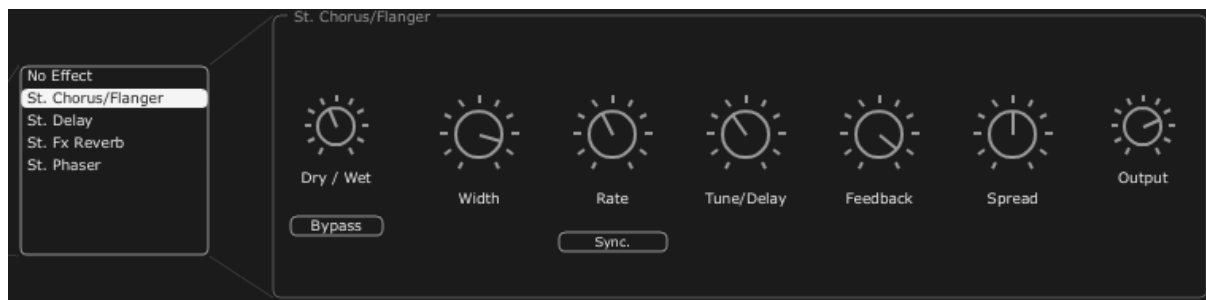 St. Chorus/Flanger
No Effect
St. Chorus/Flanger
St. Delay
St. Fx Reverb
St. Phaser
Dry / Wet
Width
Rate
Tune/Delay
Feedback
Spread
Output
Bypass
Sync.